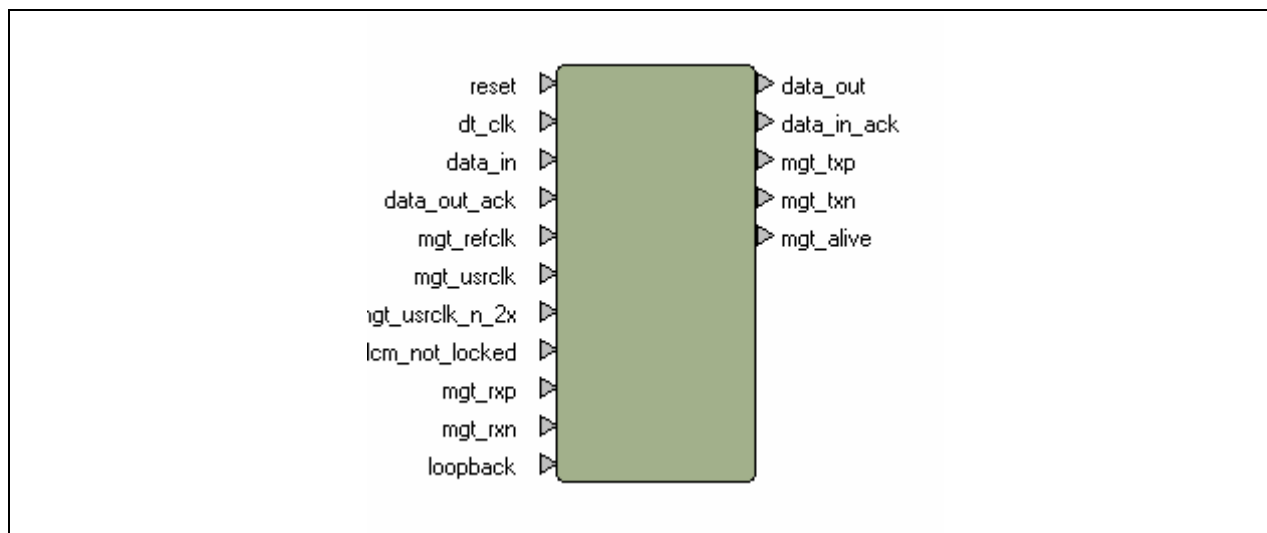 reset
dt_clk
data_in
data_out_ack
mgt_refclk
mgt_usrclk
gt_usrclk_n_2x
lcm_not_locked
mgt_rxp
mgt_rxn
loopback
data_out
data_in_ack
mgt_txp
mgt_txn
mgt_alive